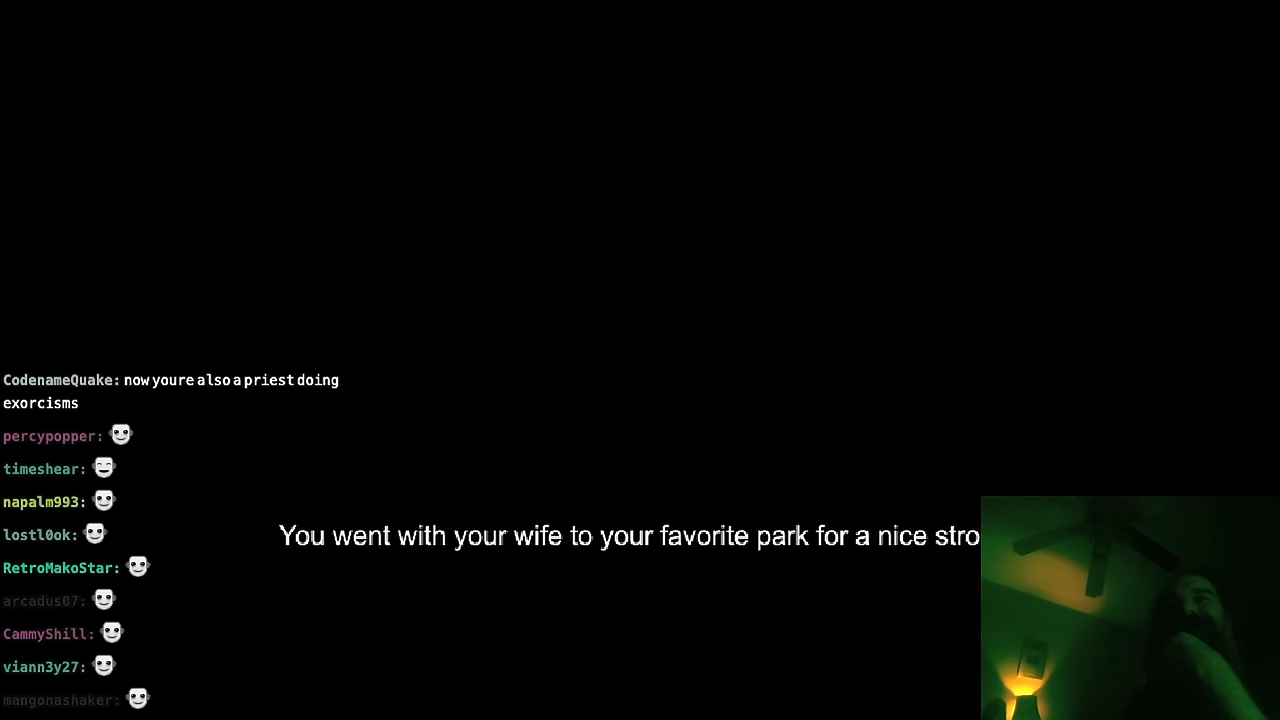 CodenameQuake: now youre also a priest doing
exorcisms
percypopper:
timeshear:
napalm993:
lostl0ok:
You went with your wife to your favorite park for a nice stro
RetroMakoStar:
arcadus07:
CammyShill:
viann3y27:
mangonashaker: